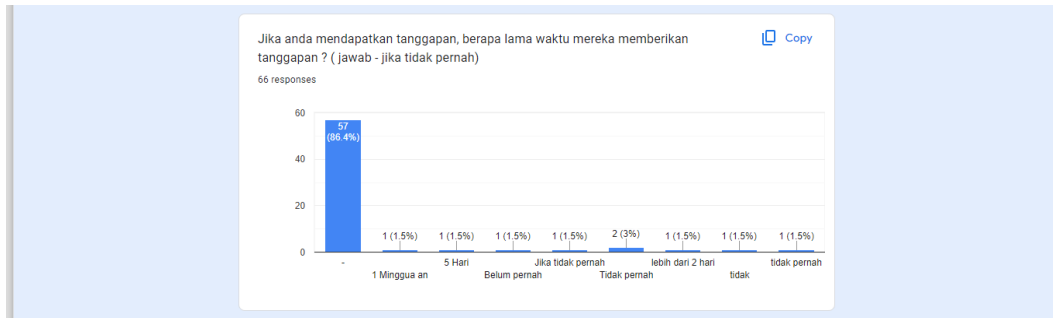 Jika anda mendapatkan tanggapan, berapa lama waktu mereka memberikan
Copy
tanggapan ? ( jawab - jika tidak pernah)
66 responses
60
40
20
0
57
(86.4%)
1 (1.5%)
1 (1.5%)
1 (1.5%)
1 (1.5%)
2 (3%)
1 (1.5%)
1 (1.5%)
1 (1.5%)
-
1 Minggua an
5 Hari
Belum pernah
Jika tidak pernah
Tidak pernah
lebih dari 2 hari
tidak
tidak pernah